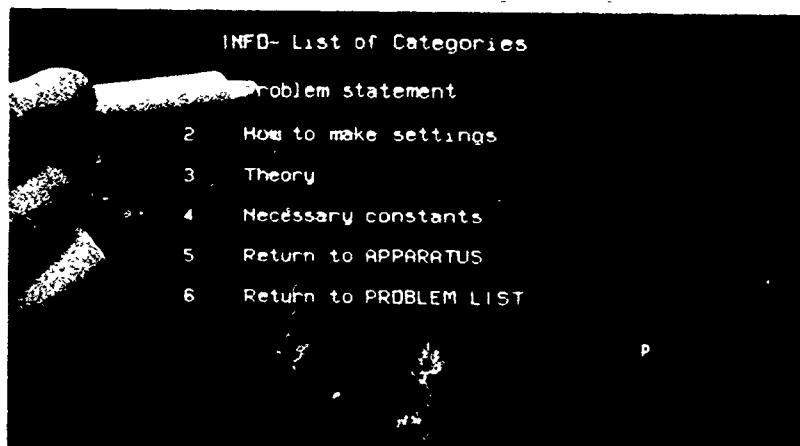 INFO- List of Categories
Problem statement
2 How to make settings
3 Theory
4 Necessary constants
5 Return to APPARATUS
6 Return to PROBLEM LIST
P